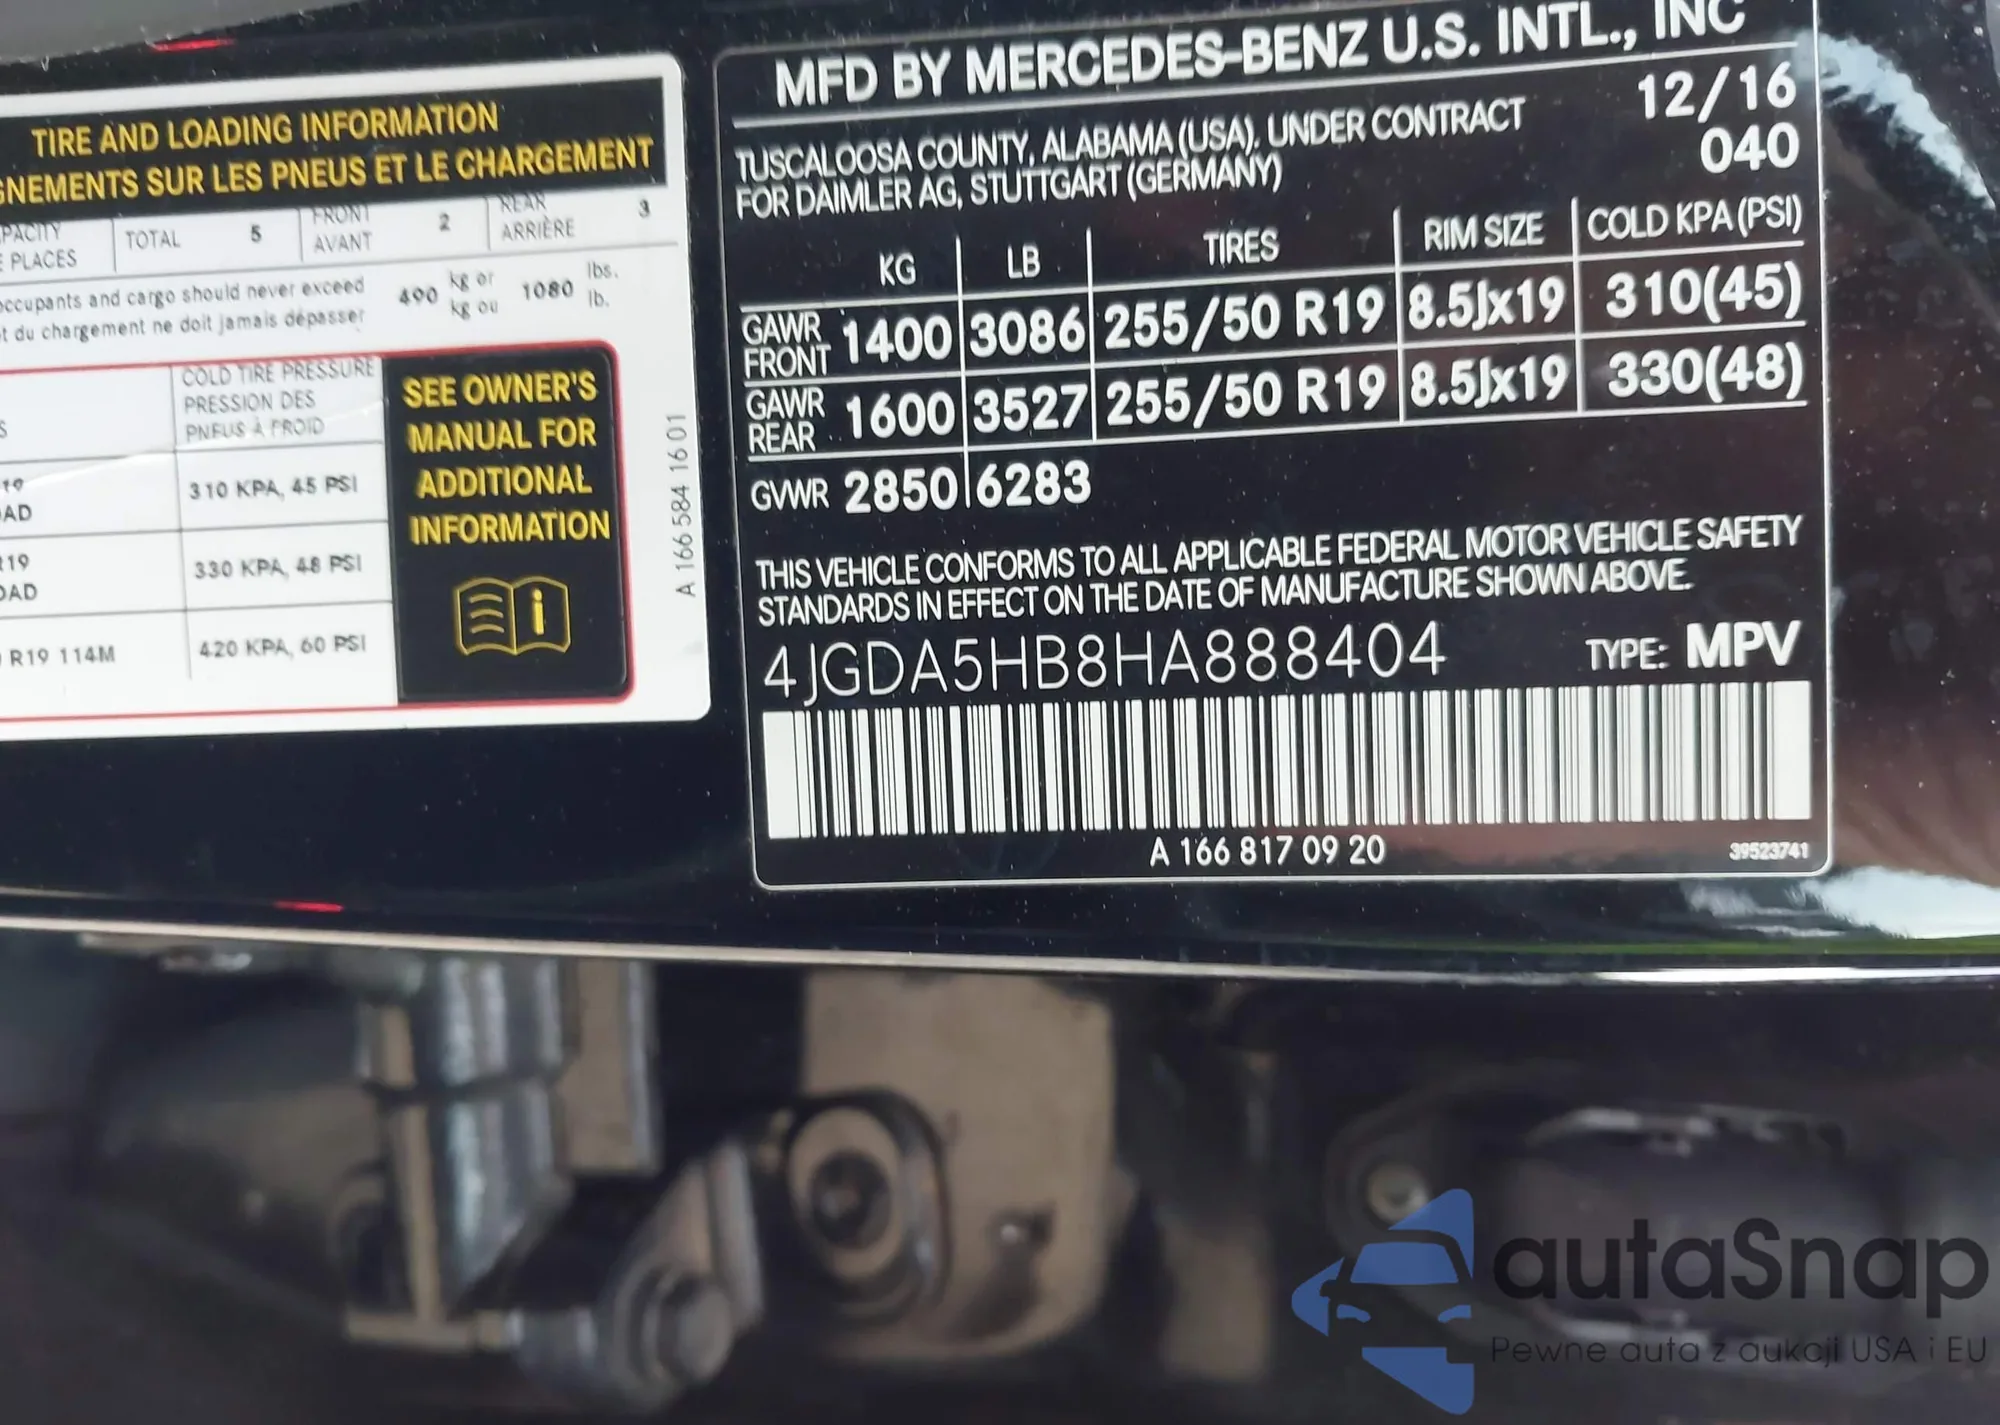 TIRE AND LOADING INFORMATION
GNEMENTS SUR LES PNEUS ET LE CHARGEMENT
PACITY
PLACES
TOTAL 5
FRONT
AVANT
2
REAR
ARRIÈRE
3
occupants and cargo should never exceed
t du chargement ne doit jamais dépasser
490
kg or
kg ou
1080
lbs.
lb.
COLD TIRE PRESSURE
PRESSION DES
PNEUS À FROID
S
19
AD
310 KPA, 45 PSI
R19
OAD
330 KPA, 48 PSI
R19 114M
420 KPA, 60 PSI
SEE OWNER'S
MANUAL FOR
ADDITIONAL
INFORMATION
A 166 584 16 01
MFD BY MERCEDES-BENZ U.S. INTL., INC
TUSCALOOSA COUNTY, ALABAMA (USA). UNDER CONTRACT
FOR DAIMLER AG, STUTTGART (GERMANY)
12/16
040
KG LB TIRES RIM SIZE COLD KPA (PSI)
GAWR
FRONT
1400 3086 255/50 R19 8.5Jx19 310(45)
GAWR
REAR
1600 3527 255/50 R19 8.5Jx19 330(48)
GVWR 2850 6283
THIS VEHICLE CONFORMS TO ALL APPLICABLE FEDERAL MOTOR VEHICLE SAFETY
STANDARDS IN EFFECT ON THE DATE OF MANUFACTURE SHOWN ABOVE.
4JGDA5HB8HA888404 TYPE: MPV
A 166 817 09 20
39523741
autaSnap
Pewne auta z aukcji USA i EU